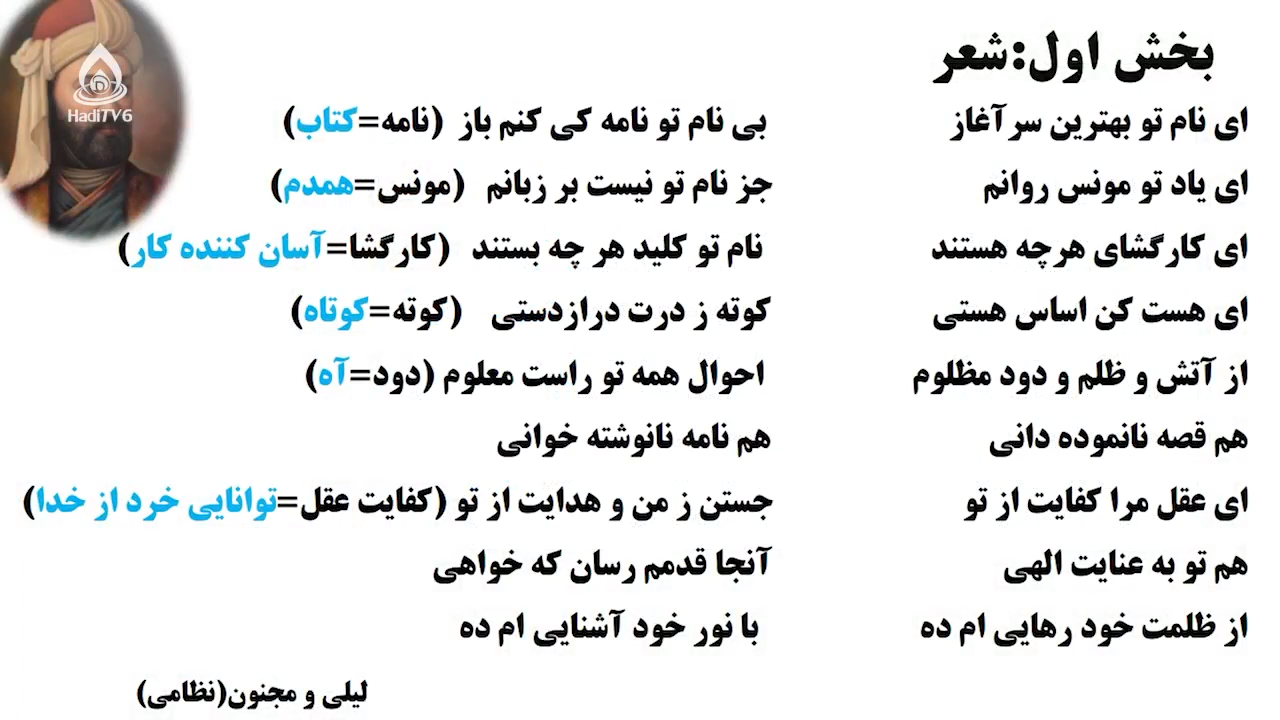 HadiTV6
بخش اول:شعر
ای نام تو بهترین سرآغاز بی نام تو نامه کی کنم باز (نامه=کتاب)
ای یاد تو مونس روانم جز نام تو نیست بر زبانم (مونس=همدم)
ای کارگشای هرچه هستند نام تو کلید هر چه بستند (کارگشا=آسان کننده کار)
ای هست کن اساس هستی کوته ز درت درازدستی (کوته=کوتاه)
از آتش و ظلم و دود مظلوم احوال همه تو راست معلوم (دود=آه)
هم قصه نانموده دانی هم نامه نانوشته خوانی
ای عقل مرا کفایت از تو جستن ز من و هدایت از تو (کفایت عقل=توانایی خرد از خدا)
هم تو به عنایت الهی آنجا قدمم رسان که خواهی
از ظلمت خود رهایی ام ده با نور خود آشنایی ام ده
لیلی و مجنون(نظامی)